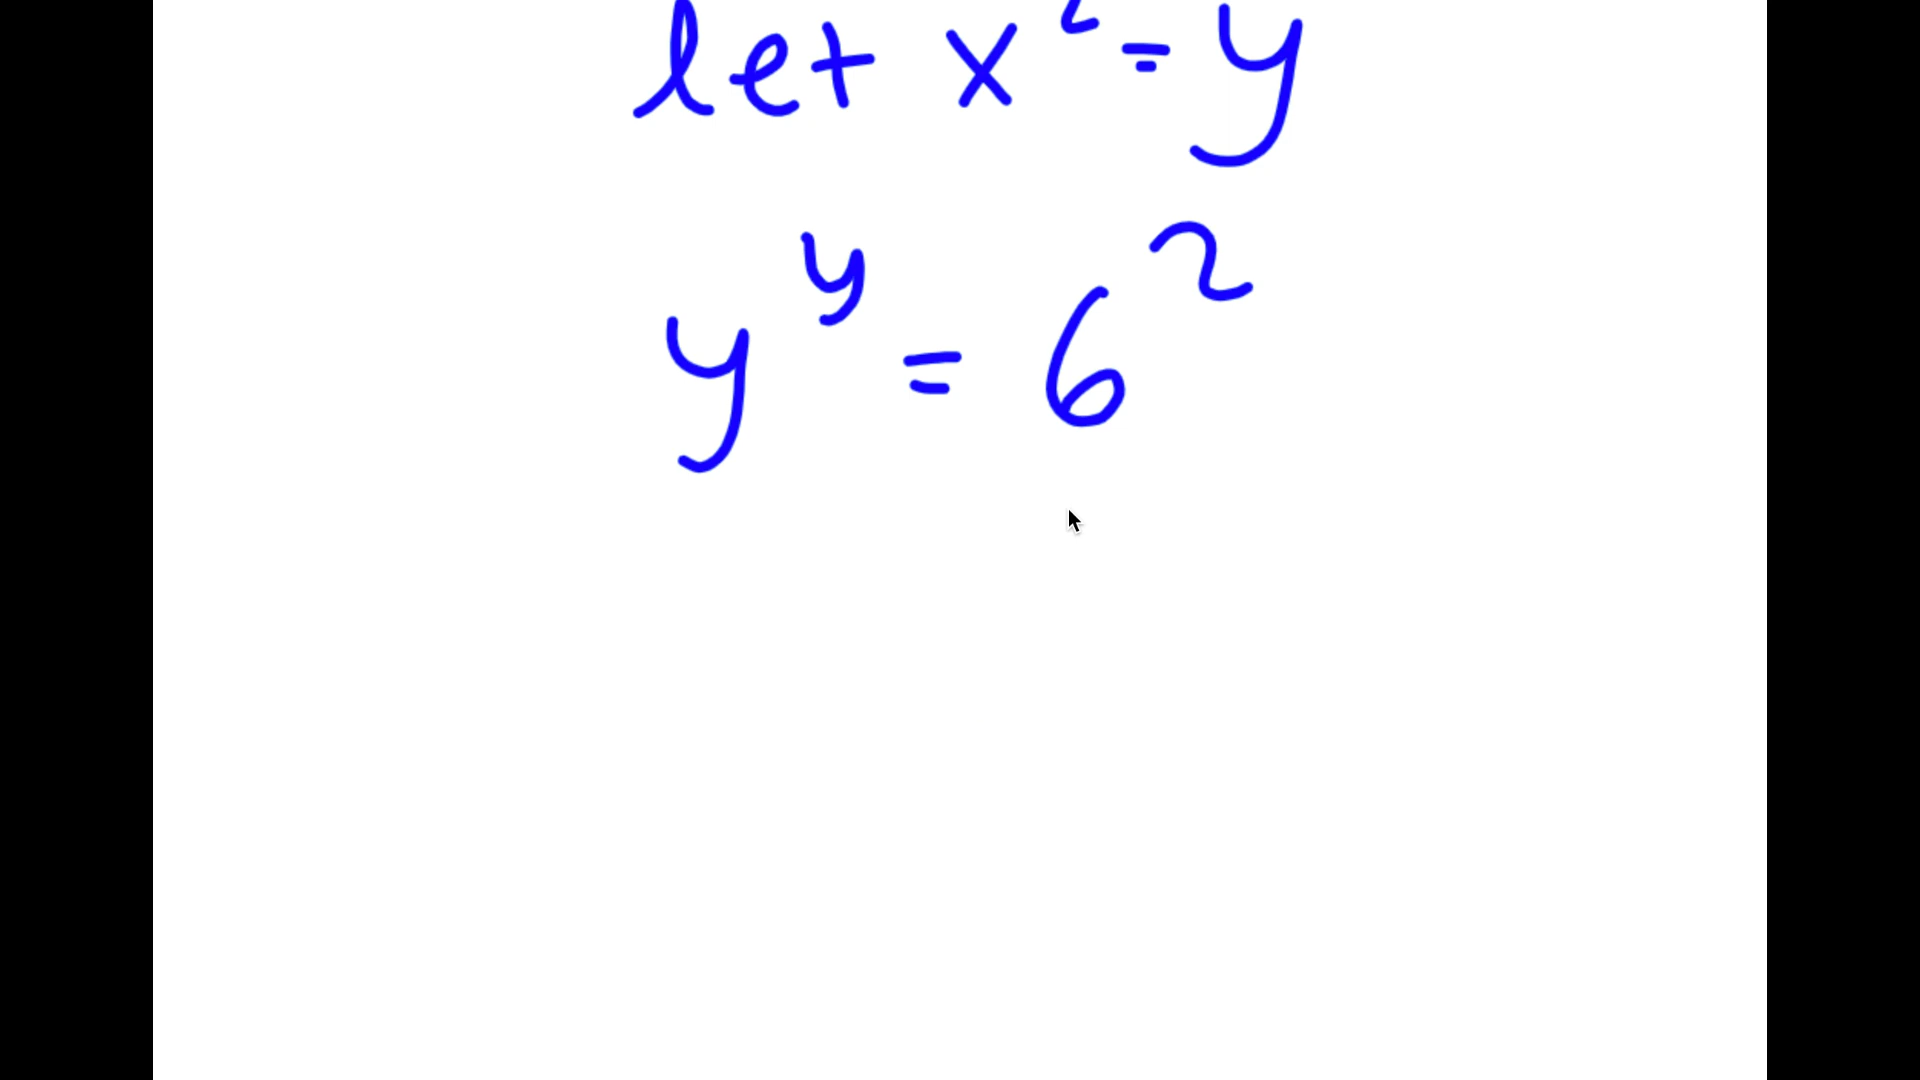 let x² = y
y^y = 6²